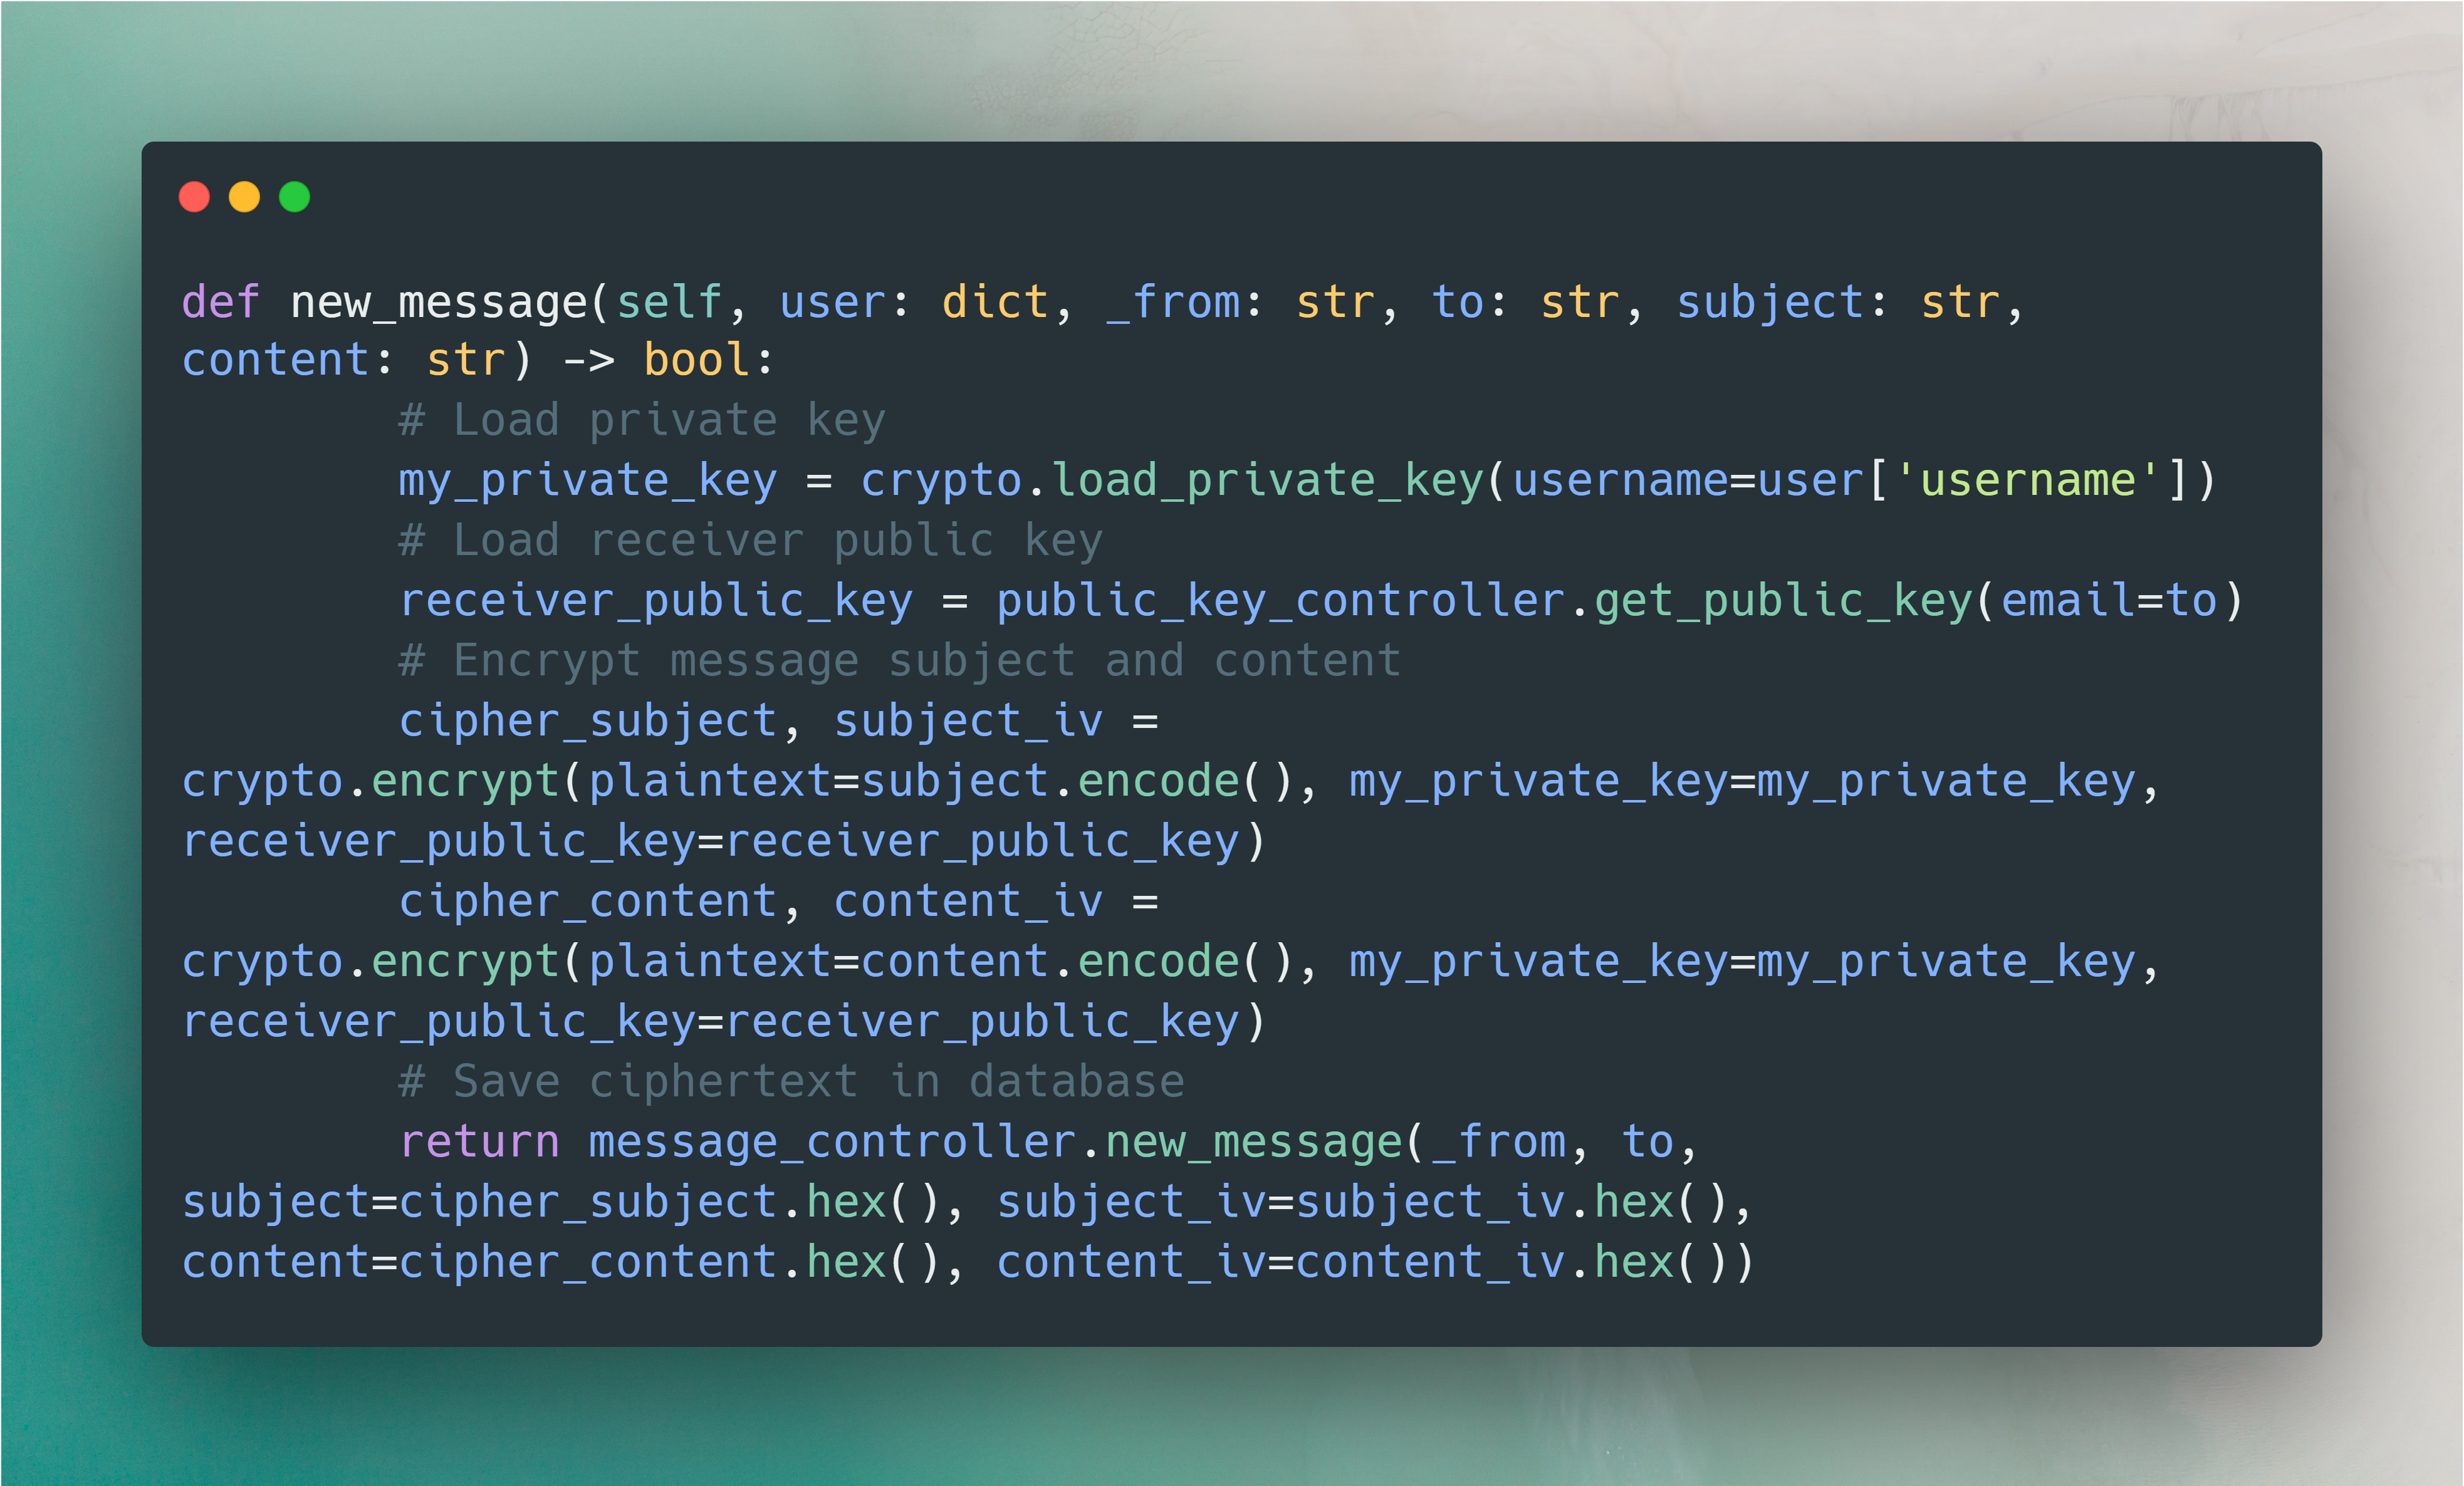 def new_message(self, user: dict, _from: str, to: str, subject: str,
content: str) -> bool:
        # Load private key
        my_private_key = crypto.load_private_key(username=user['username'])
        # Load receiver public key
        receiver_public_key = public_key_controller.get_public_key(email=to)
        # Encrypt message subject and content
        cipher_subject, subject_iv =
crypto.encrypt(plaintext=subject.encode(), my_private_key=my_private_key,
receiver_public_key=receiver_public_key)
        cipher_content, content_iv =
crypto.encrypt(plaintext=content.encode(), my_private_key=my_private_key,
receiver_public_key=receiver_public_key)
        # Save ciphertext in database
        return message_controller.new_message(_from, to,
subject=cipher_subject.hex(), subject_iv=subject_iv.hex(),
content=cipher_content.hex(), content_iv=content_iv.hex())